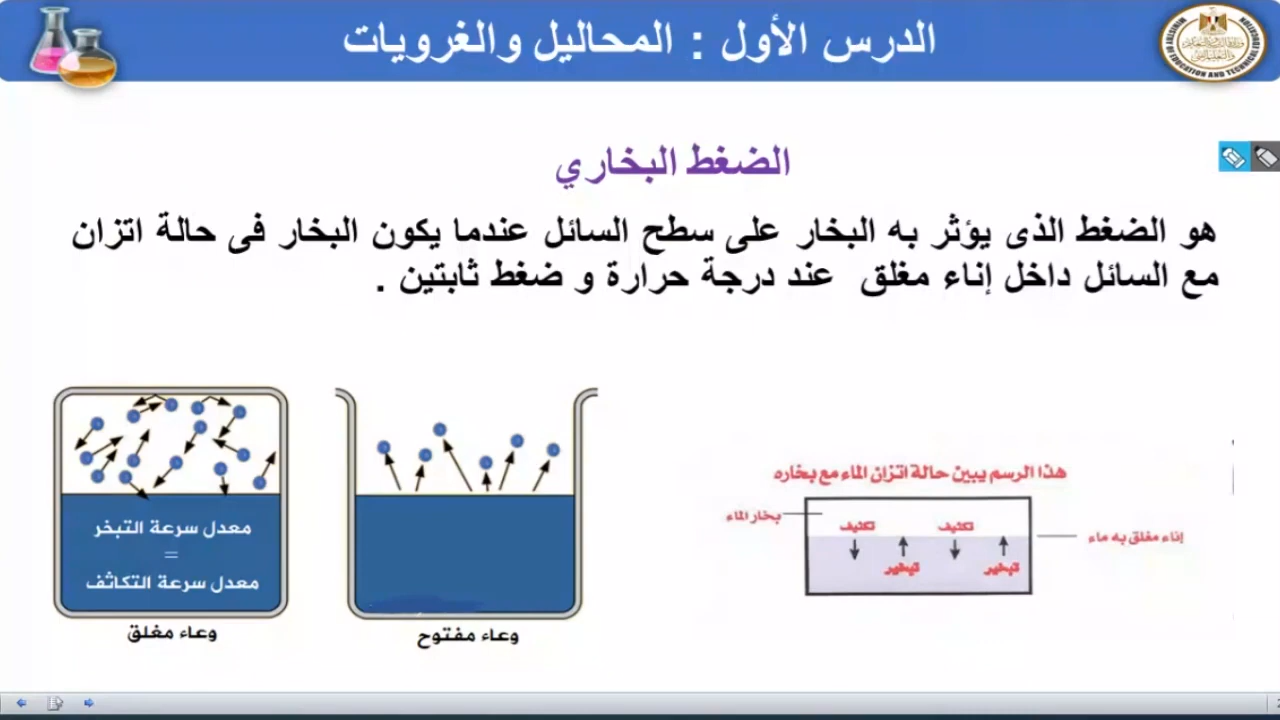 الدرس الأول : المحاليل والغرويات
الضغط البخاري
هو الضغط الذى يؤثر به البخار على سطح السائل عندما يكون البخار فى حالة اتزان
مع السائل داخل إناء مغلق عند درجة حرارة و ضغط ثابتين .
هذا الرسم يبين حالة اتزان الماء مع بخاره
بخار الماء
تكثيف
تكثيف
إناء مغلق به ماء
تبخير
تبخير
معدل سرعة التبخر
=
معدل سرعة التكاثف
وعاء مفتوح
وعاء مغلق